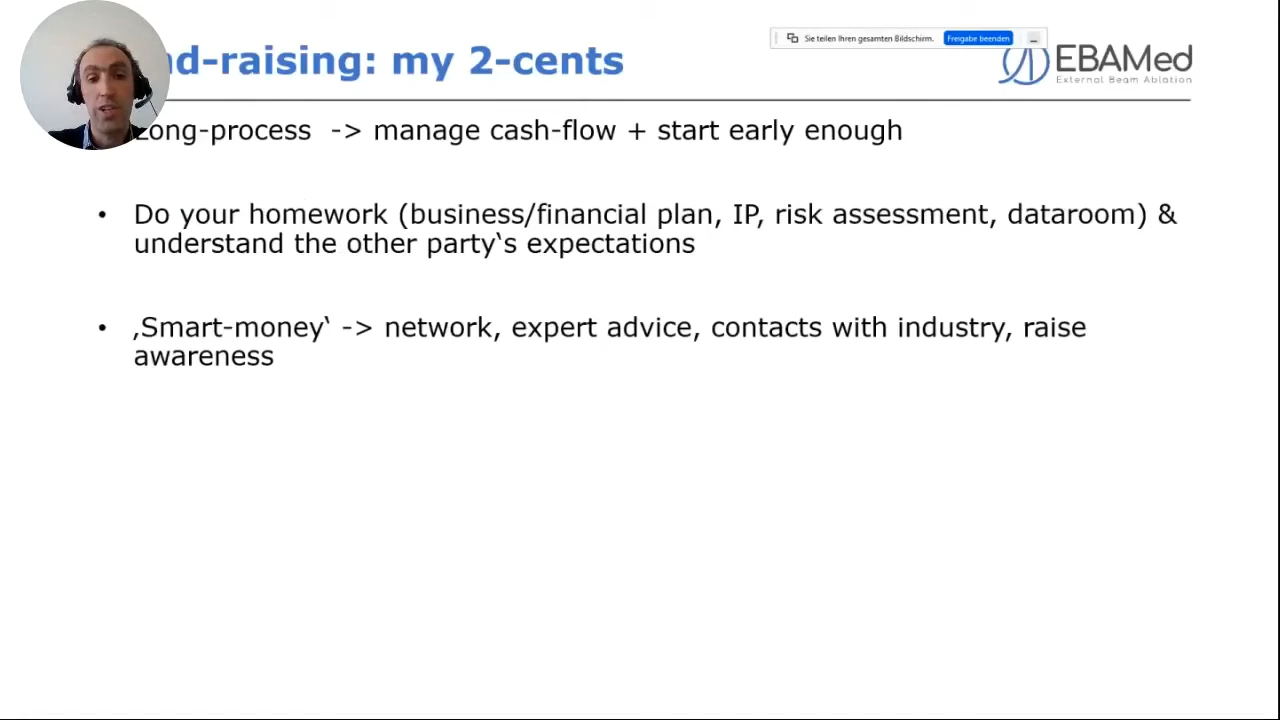 nd-raising: my 2-cents
Sie teilen Ihren gesamten Bildschirm. Freigabe beenden
EBAMed
External Beam Ablation
Long-process -> manage cash-flow + start early enough
• Do your homework (business/financial plan, IP, risk assessment, dataroom) &
understand the other party‘s expectations
• ‚Smart-money‘ -> network, expert advice, contacts with industry, raise
awareness